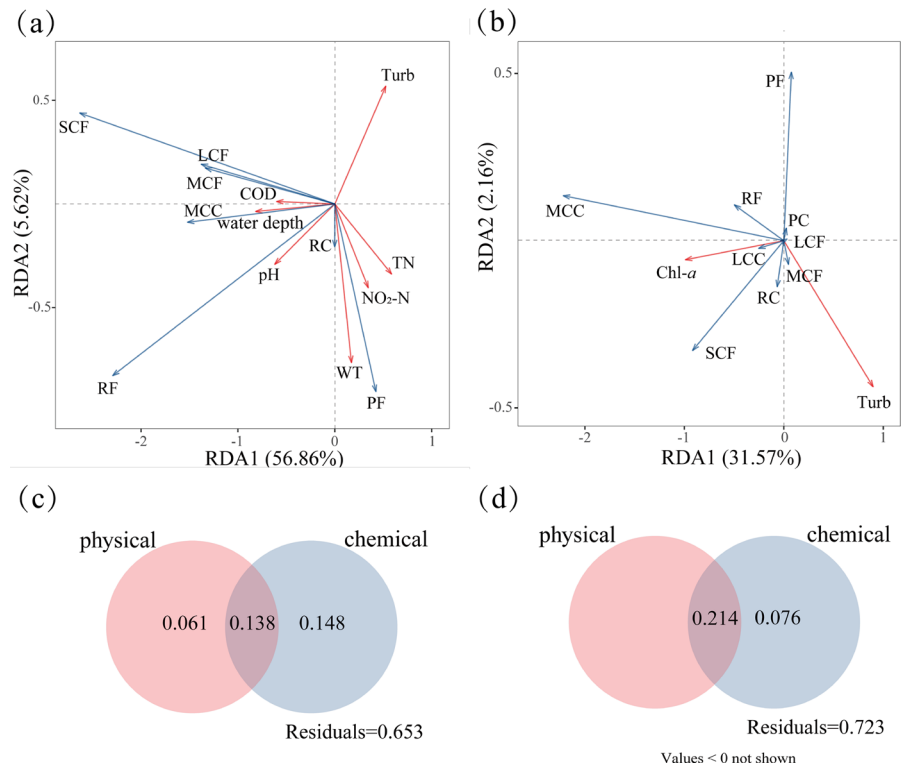 (a)
Turb
0.5
SCF
LCF
MCF
COD
MCC
water depth
RC
pH
TN
NO₂-N
-0.5
WT
RF
PF
-2
-1
0
1
RDA1 (56.86%)
RDA2 (5.62%)
(b)
0.5
PF
MCC
RF
PC
LCF
LCC
Chl-a
MCF
RC
SCF
Turb
-0.5
-2
-1
0
1
RDA1 (31.57%)
RDA2 (2.16%)
(c)
physical
chemical
0.061
0.138
0.148
Residuals=0.653
(d)
physical
chemical
0.214
0.076
Residuals=0.723
Values < 0 not shown